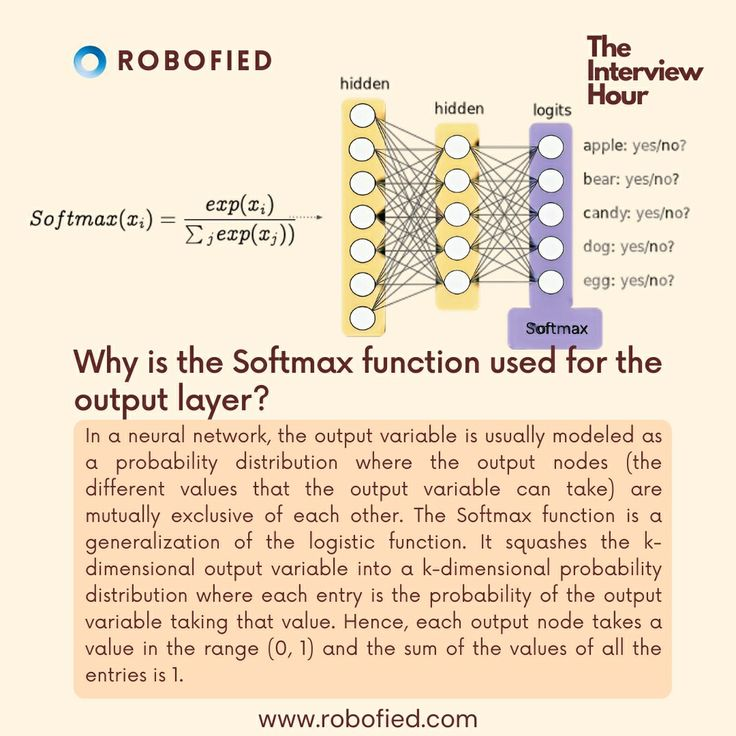 ROBOFIED
The
Interview
Hour
hidden
hidden
logits
apple: yes/no?
bear: yes/no?
candy: yes/no?
dog: yes/no?
egg: yes/no?
Softmax(x_i) = exp(x_i) / ∑_j exp(x_j))
Softmax
Why is the Softmax function used for the
output layer?
In a neural network, the output variable is usually modeled as
a probability distribution where the output nodes (the
different values that the output variable can take) are
mutually exclusive of each other. The Softmax function is a
generalization of the logistic function. It squashes the k-
dimensional output variable into a k-dimensional probability
distribution where each entry is the probability of the output
variable taking that value. Hence, each output node takes a
value in the range (0, 1) and the sum of the values of all the
entries is 1.
www.robofied.com